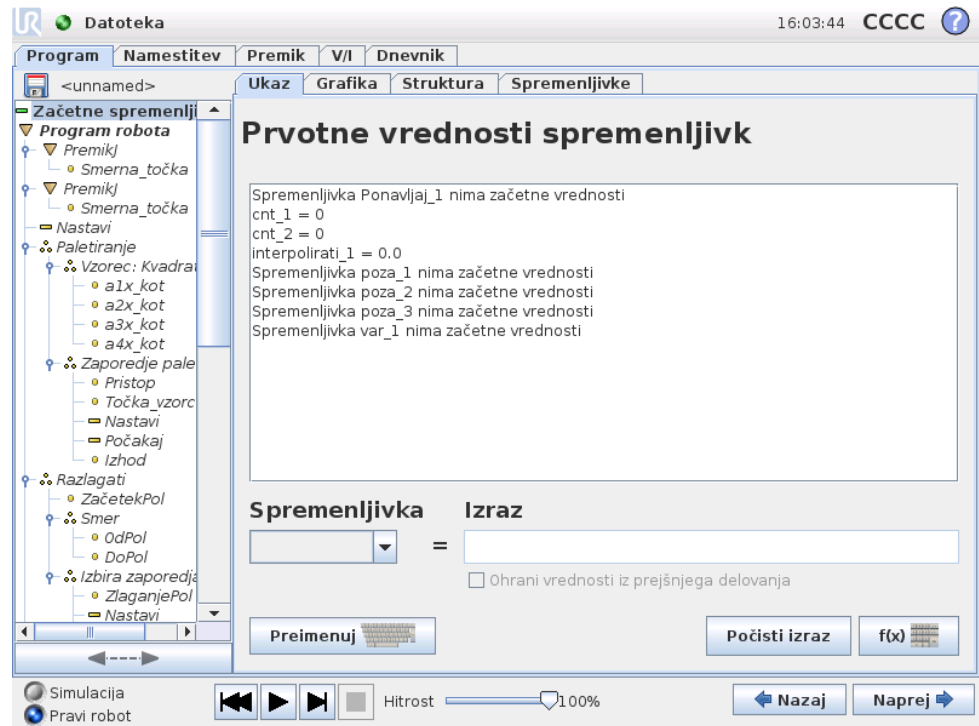 UR Datoteka 16:03:44 CCCC ?
Program Namestitev Premik V/I Dnevnik
<unnamed>
Ukaz Grafika Struktura Spremenljivke
Začetne spremenlji
Program robota
PremikJ
Smerna_točka
PremikJ
Smerna_točka
Nastavi
Paletiranje
Vzorec: Kvadrat
a1x_kot
a2x_kot
a3x_kot
a4x_kot
Zaporedje pale
Pristop
Točka_vzorc
Nastavi
Počakaj
Izhod
Razlagati
ZačetekPol
Smer
OdPol
DoPol
Izbira zaporedja
ZlaganjePol
Nastavi
Prvotne vrednosti spremenljivk
Spremenljivka Ponavljaj_1 nima začetne vrednosti
cnt_1 = 0
cnt_2 = 0
interpolirati_1 = 0.0
Spremenljivka poza_1 nima začetne vrednosti
Spremenljivka poza_2 nima začetne vrednosti
Spremenljivka poza_3 nima začetne vrednosti
Spremenljivka var_1 nima začetne vrednosti
Spremenljivka Izraz
=
Ohrani vrednosti iz prejšnjega delovanja
Preimenuj Počisti izraz f(x)
Simulacija
Pravi robot
Hitrost 100% Nazaj Naprej